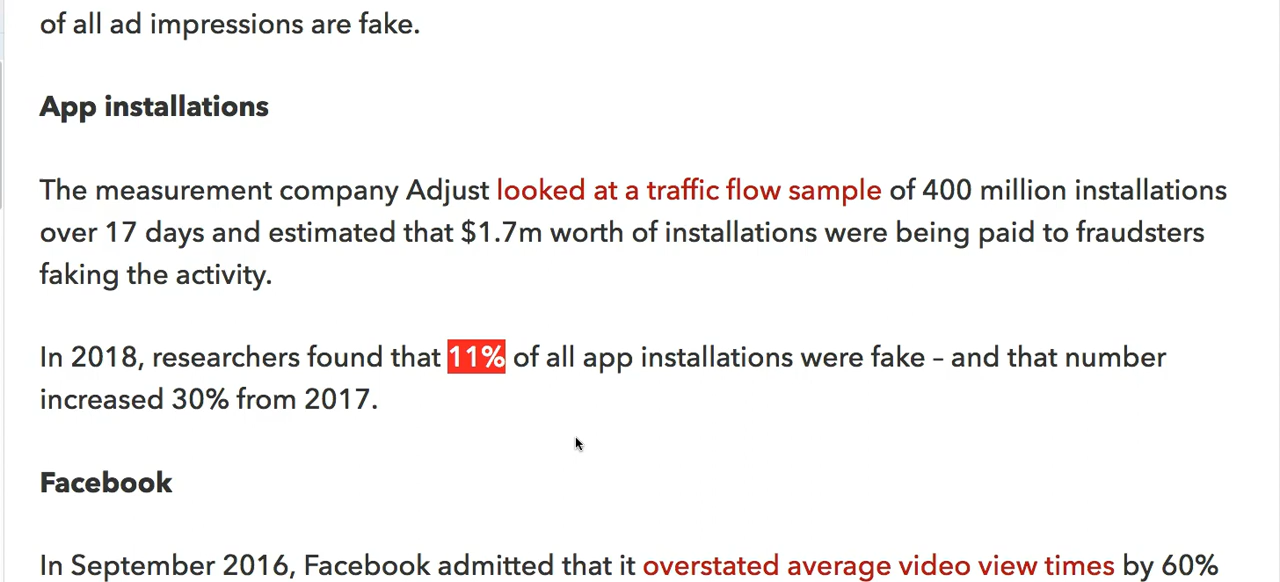 of all ad impressions are fake.
App installations
The measurement company Adjust looked at a traffic flow sample of 400 million installations
over 17 days and estimated that $1.7m worth of installations were being paid to fraudsters
faking the activity.
In 2018, researchers found that 11% of all app installations were fake – and that number
increased 30% from 2017.
Facebook
In September 2016, Facebook admitted that it overstated average video view times by 60%